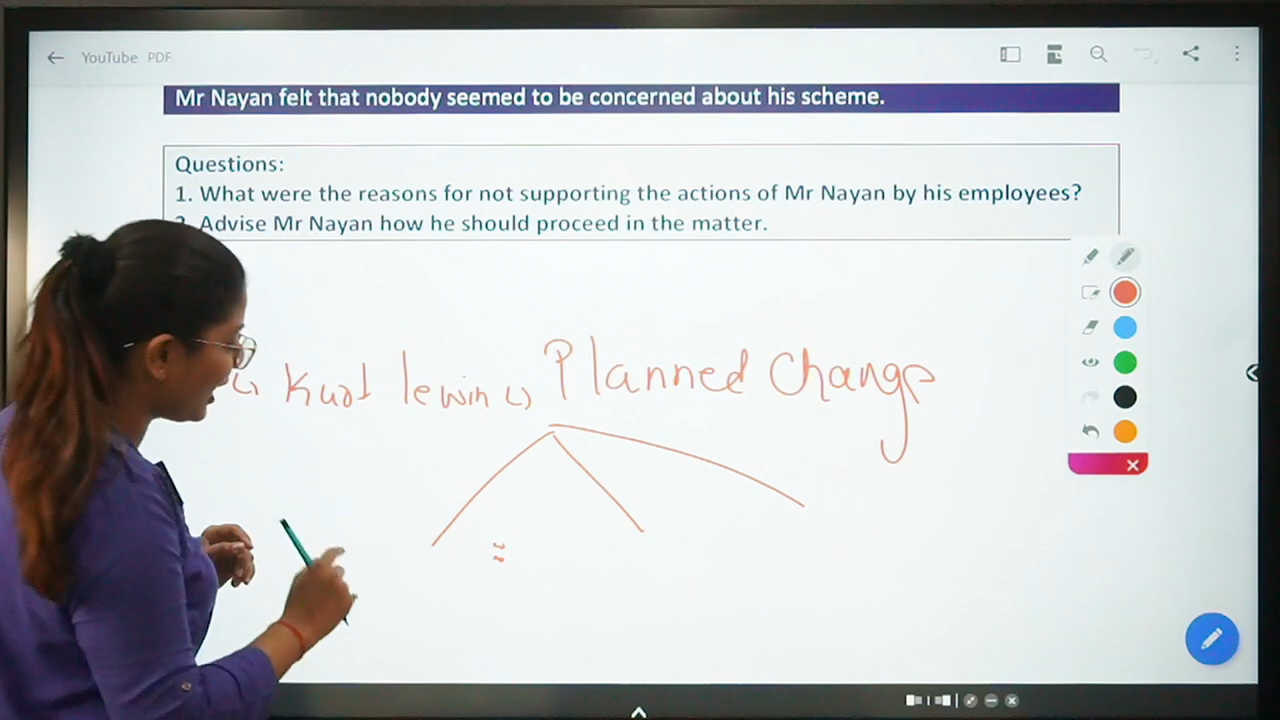 YouTube PDF
Mr Nayan felt that nobody seemed to be concerned about his scheme.
Questions:
1. What were the reasons for not supporting the actions of Mr Nayan by his employees?
Advise Mr Nayan how he should proceed in the matter.
Kurt lewin Planned Change